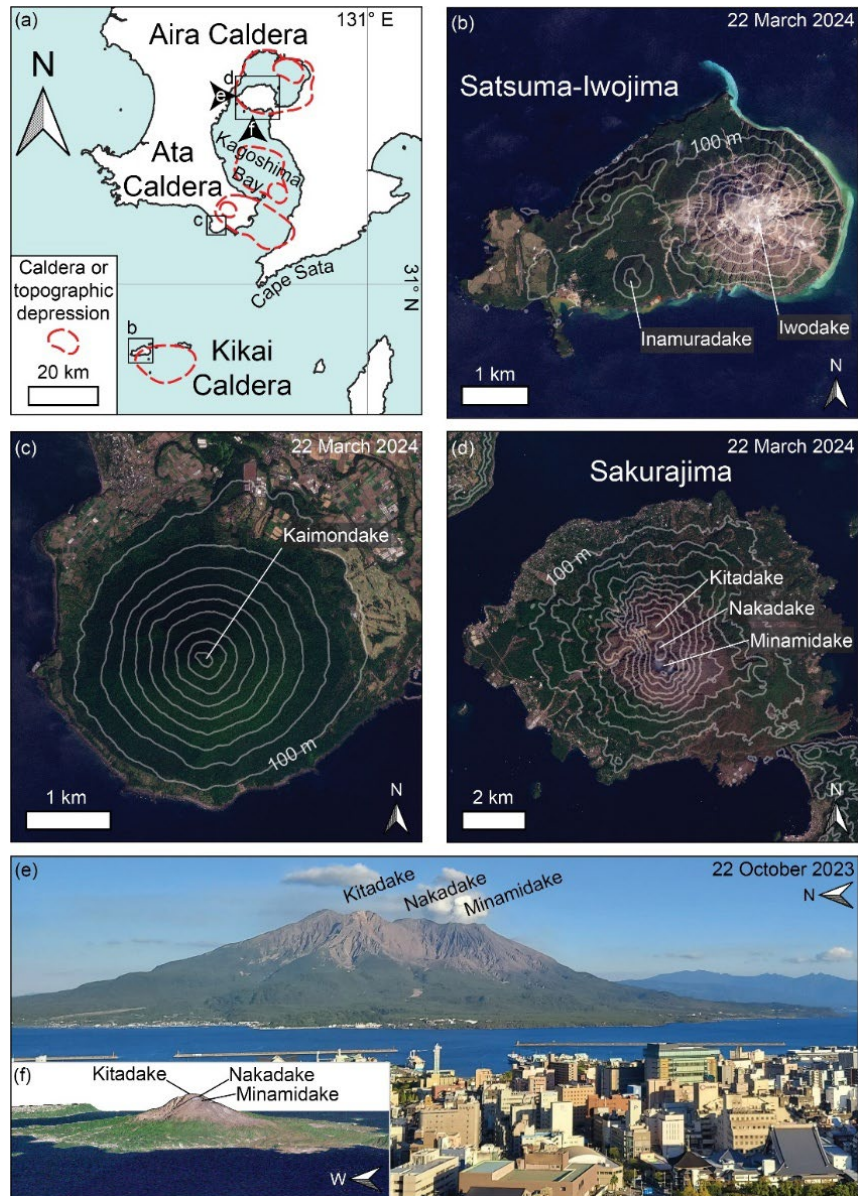 (a)
131° E
Aira Caldera
N
d
e
f
Kagoshima
Bay
Ata
Caldera
c
Cape Sata
31° N
Caldera or
topographic
depression
20 km
b
Kikai
Caldera
(b)
22 March 2024
Satsuma-Iwojima
100 m
Inamuradake
Iwodake
1 km
N
(c)
22 March 2024
Kaimondake
100 m
1 km
N
(d)
22 March 2024
Sakurajima
100 m
Kitadake
Nakadake
Minamidake
2 km
N
(e)
22 October 2023
N
Kitadake
Nakadake
Minamidake
(f)
Kitadake
Nakadake
Minamidake
W